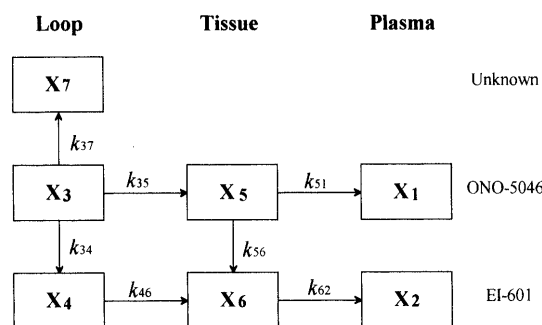 Loop Tissue Plasma
X7 Unknown
k37
X3 k35 X5 k51 X1 ONO-5046
k34 k56
X4 k46 X6 k62 X2 EI-601